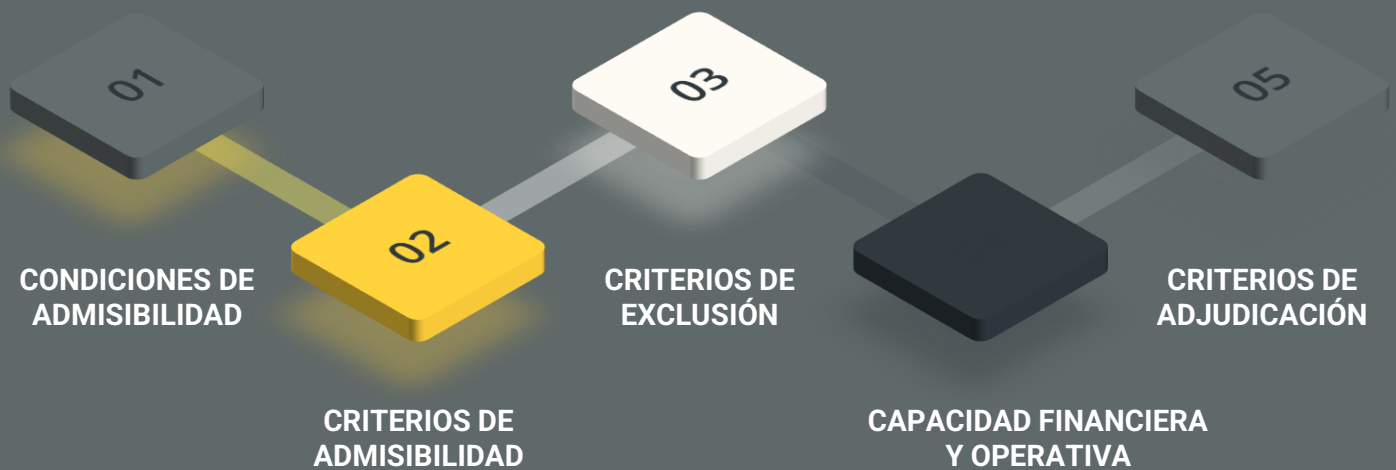 01
CONDICIONES DE
ADMISIBILIDAD
02
CRITERIOS DE
ADMISIBILIDAD
03
CRITERIOS DE
EXCLUSIÓN
CAPACIDAD FINANCIERA
Y OPERATIVA
05
CRITERIOS DE
ADJUDICACIÓN